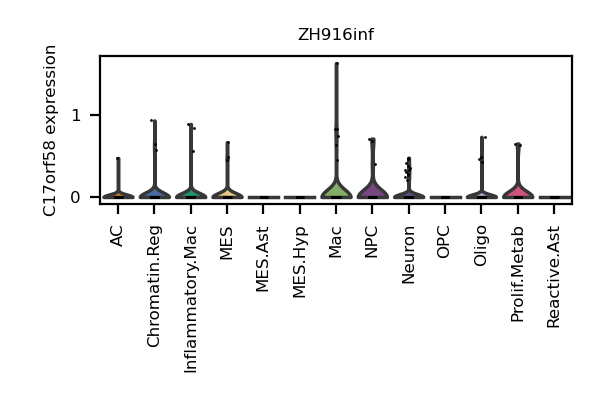 ZH916inf
C17orf58 expression
1
0
AC
Chromatin.Reg
Inflammatory.Mac
MES
MES.Ast
MES.Hyp
Mac
NPC
Neuron
OPC
Oligo
Prolif.Metab
Reactive.Ast